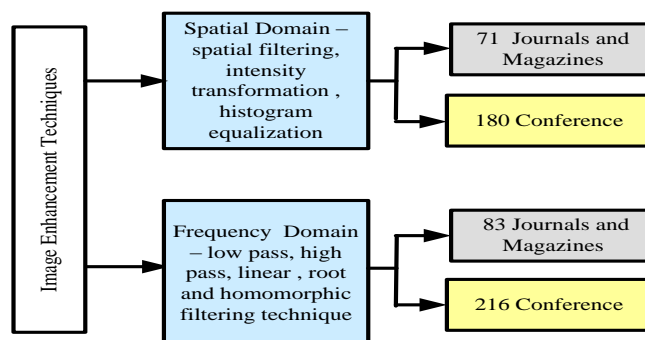 Image Enhancement Techniques
Spatial Domain –
spatial filtering,
intensity
transformation ,
histogram
equalization
71 Journals and
Magazines
180 Conference
Frequency Domain
– low pass, high
pass, linear , root
and homomorphic
filtering technique
83 Journals and
Magazines
216 Conference